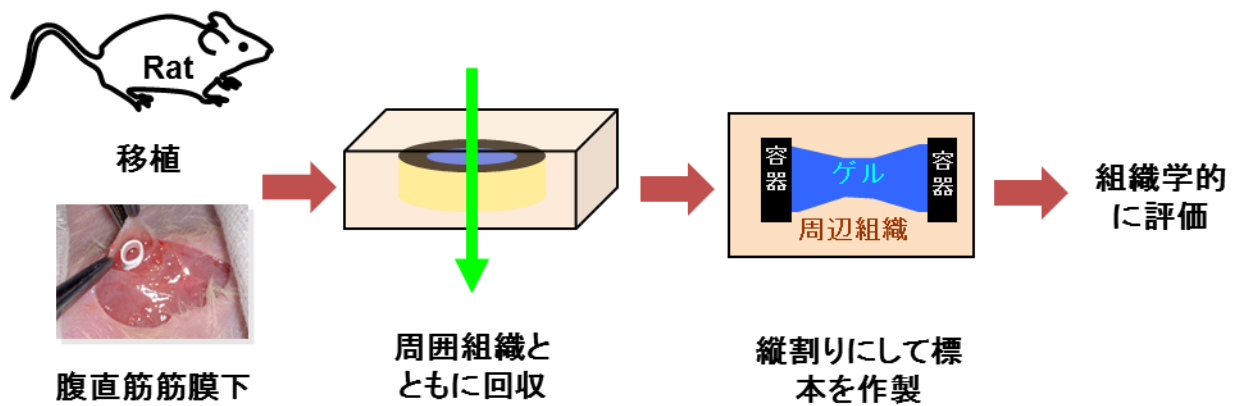 Rat
移植
腹直筋筋膜下
周囲組織と
ともに回収
容器
ゲル
容器
周辺組織
縦割りにして標
本を作製
組織学的
に評価